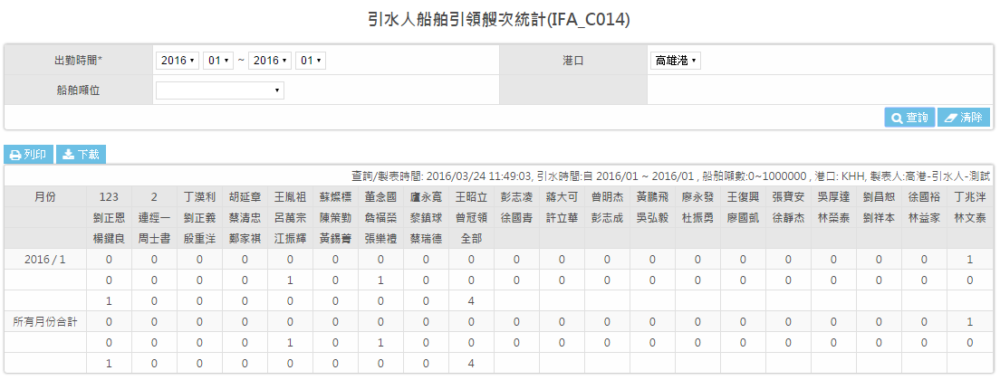 引水人船舶引領艘次統計(IFA_C014)
出勤時間* 2016 01 ~ 2016 01 港口 高雄港
船舶噸位
查詢 清除
列印 下載
查詢/製表時間: 2016/03/24 11:49:03, 引水時間:自 2016/01 ~ 2016/01 , 船舶噸數:0~1000000 , 港口: KHH, 製表人:高港-引水人-測試
月份 123 2 丁漢利 胡延章 王胤祖 蘇燦標 董念國 盧永寬 王昭立 彭志凌 蔣大可 曾明杰 黃鵬飛 廖永發 王復興 張寶安 吳厚達 劉昌恕 徐國裕 丁兆泮
劉正恩 連經一 劉正義 蔡清忠 呂萬宗 陳策勤 詹福榮 黎鎮球 曾冠領 徐國青 許立華 彭志成 吳弘毅 杜振勇 廖國凱 徐靜杰 林榮泰 劉祥本 林益家 林文泰
楊鍵良 周士書 殷重洋 鄭家祺 江振輝 黃錫菁 張樂禮 蔡瑞德 全部
2016 / 1 0 0 0 0 0 0 0 0 0 0 0 0 0 0 0 0 0 0 0 1
0 0 0 0 1 0 1 0 0 0 0 0 0 0 0 0 0 0 0 0
1 0 0 0 0 0 0 0 4
所有月份合計 0 0 0 0 0 0 0 0 0 0 0 0 0 0 0 0 0 0 0 1
0 0 0 0 1 0 1 0 0 0 0 0 0 0 0 0 0 0 0 0
1 0 0 0 0 0 0 0 4